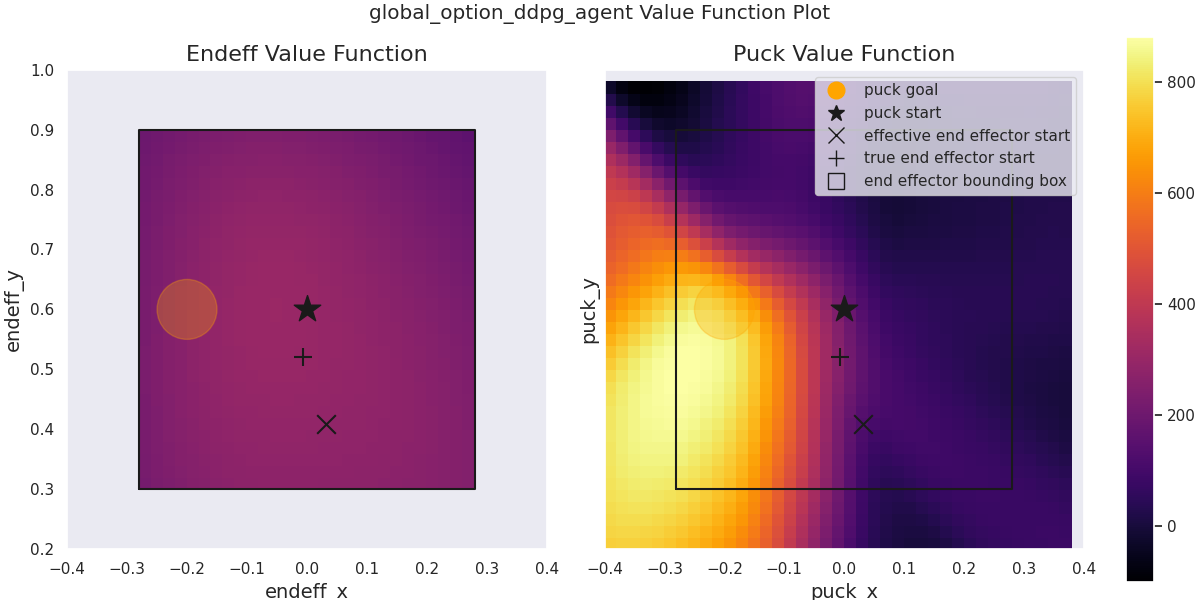 global_option_ddpg_agent Value Function Plot
Endeff Value Function
1.0
0.9
0.8
0.7
0.6
0.5
0.4
0.3
0.2
endeff_y
−0.4 −0.3 −0.2 −0.1 0.0 0.1 0.2 0.3 0.4
endeff_x
Puck Value Function
puck goal
puck start
effective end effector start
true end effector start
end effector bounding box
puck_y
−0.4 −0.3 −0.2 −0.1 0.0 0.1 0.2 0.3 0.4
puck_x
800
600
400
200
0